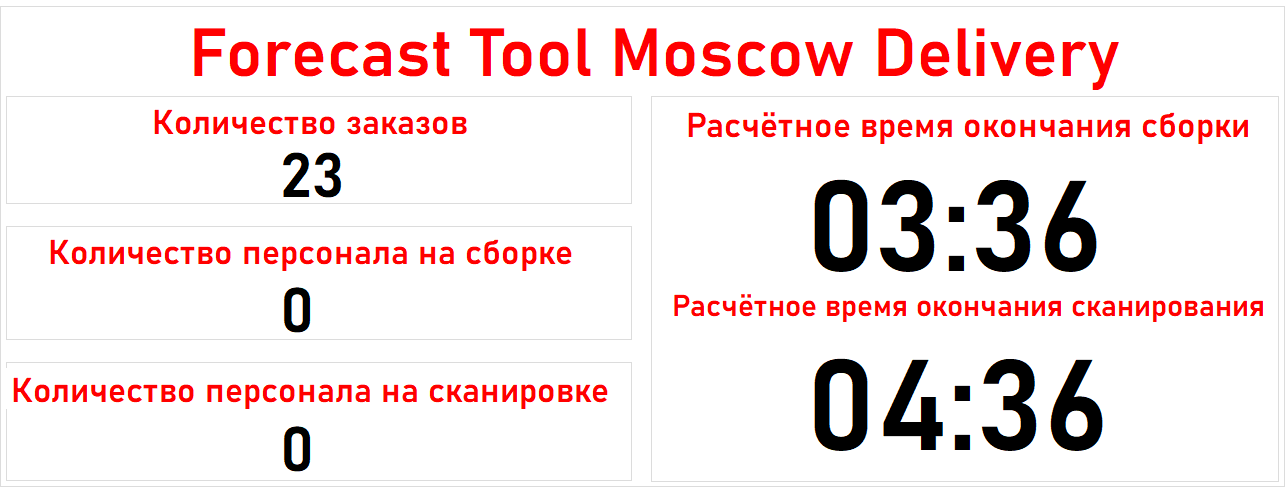 Forecast Tool Moscow Delivery
Количество заказов
23
Количество персонала на сборке
0
Количество персонала на сканировке
0
Расчётное время окончания сборки
03:36
Расчётное время окончания сканирования
04:36